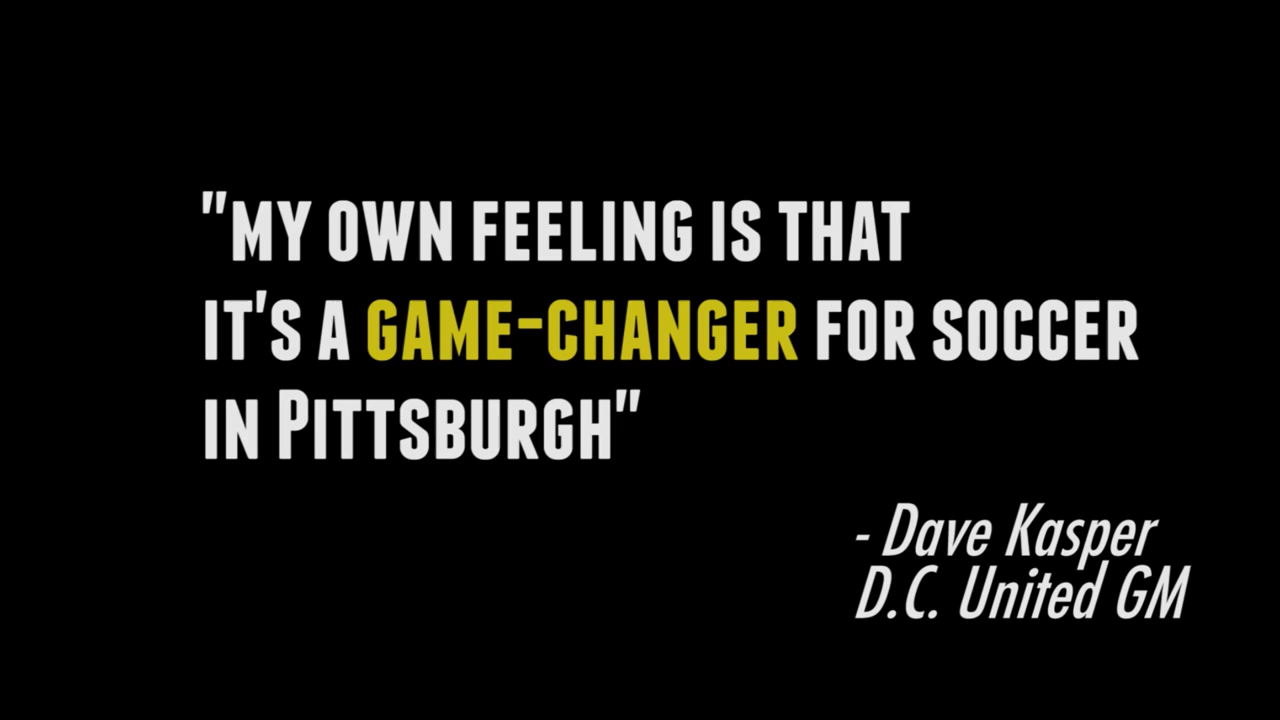 "My own feeling is that
it's a game-changer for soccer
in Pittsburgh"
- Dave Kasper
D.C. United GM